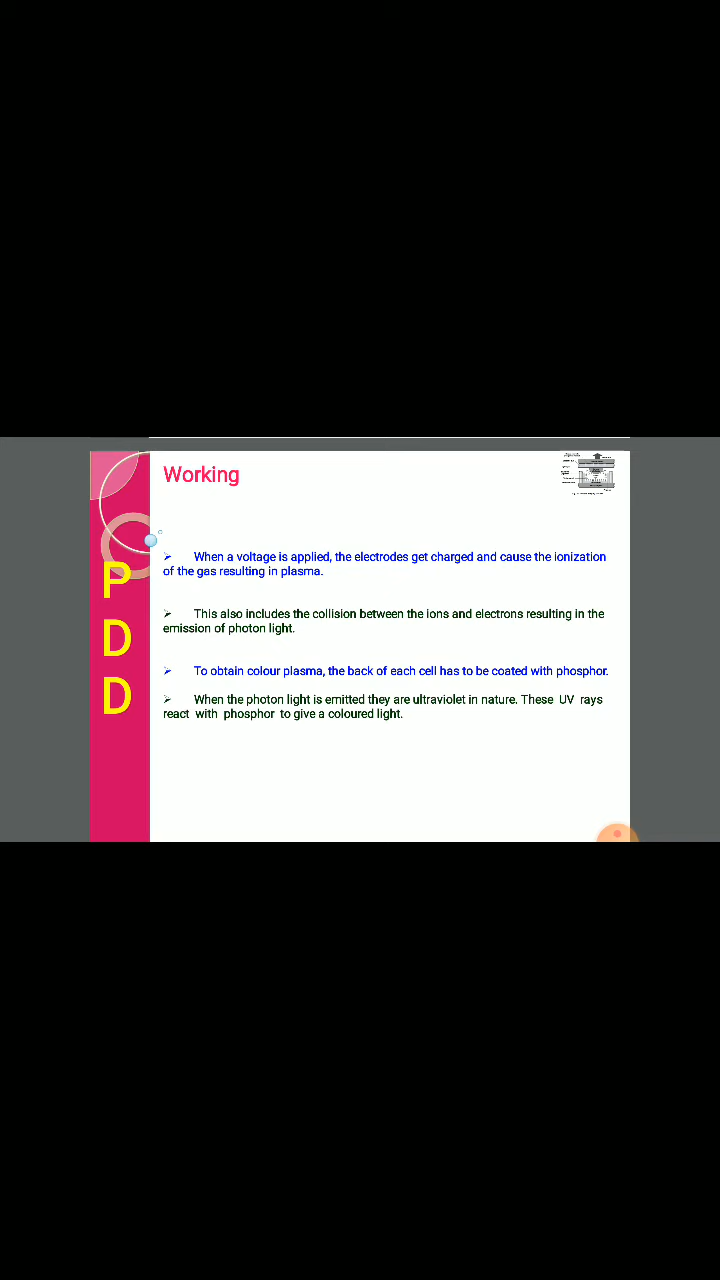 Working
P
D
D
➢ When a voltage is applied, the electrodes get charged and cause the ionization
of the gas resulting in plasma.
➢ This also includes the collision between the ions and electrons resulting in the
emission of photon light.
➢ To obtain colour plasma, the back of each cell has to be coated with phosphor.
➢ When the photon light is emitted they are ultraviolet in nature. These UV rays
react with phosphor to give a coloured light.